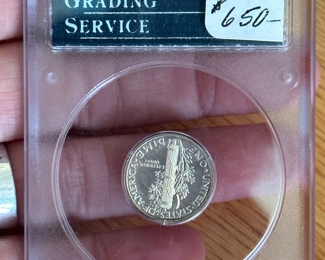 GRADING
SERVICE
$650-
UNITED·STATES·OF·AMERICA
ONE DIME